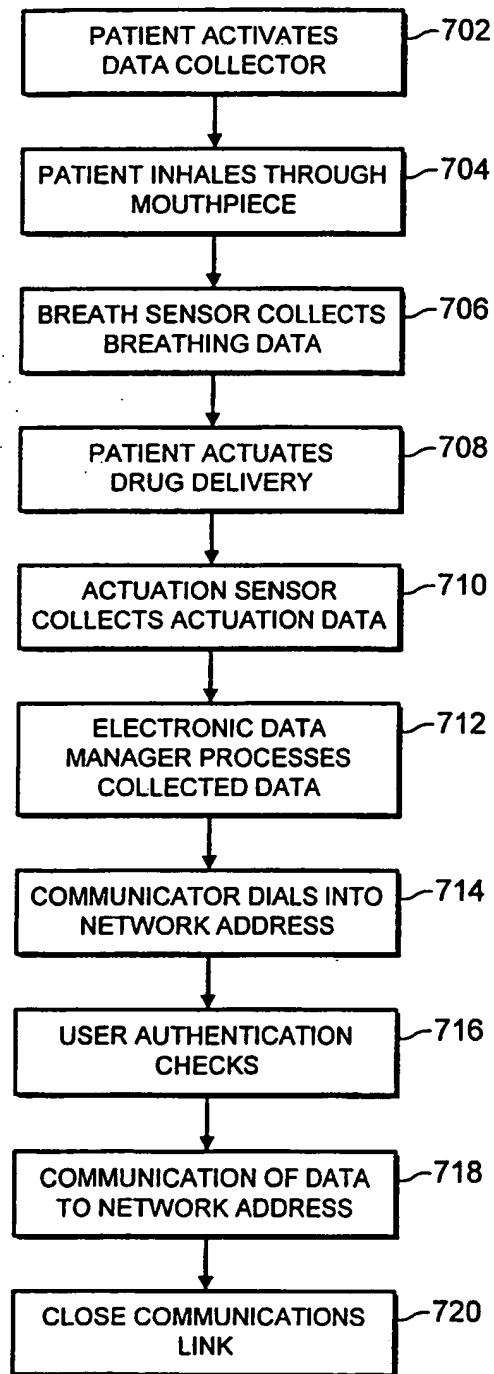 PATIENT ACTIVATES
DATA COLLECTOR
702
PATIENT INHALES THROUGH
MOUTHPIECE
704
BREATH SENSOR COLLECTS
BREATHING DATA
706
PATIENT ACTUATES
DRUG DELIVERY
708
ACTUATION SENSOR
COLLECTS ACTUATION DATA
710
ELECTRONIC DATA
MANAGER PROCESSES
COLLECTED DATA
712
COMMUNICATOR DIALS INTO
NETWORK ADDRESS
714
USER AUTHENTICATION
CHECKS
716
COMMUNICATION OF DATA
TO NETWORK ADDRESS
718
CLOSE COMMUNICATIONS
LINK
720